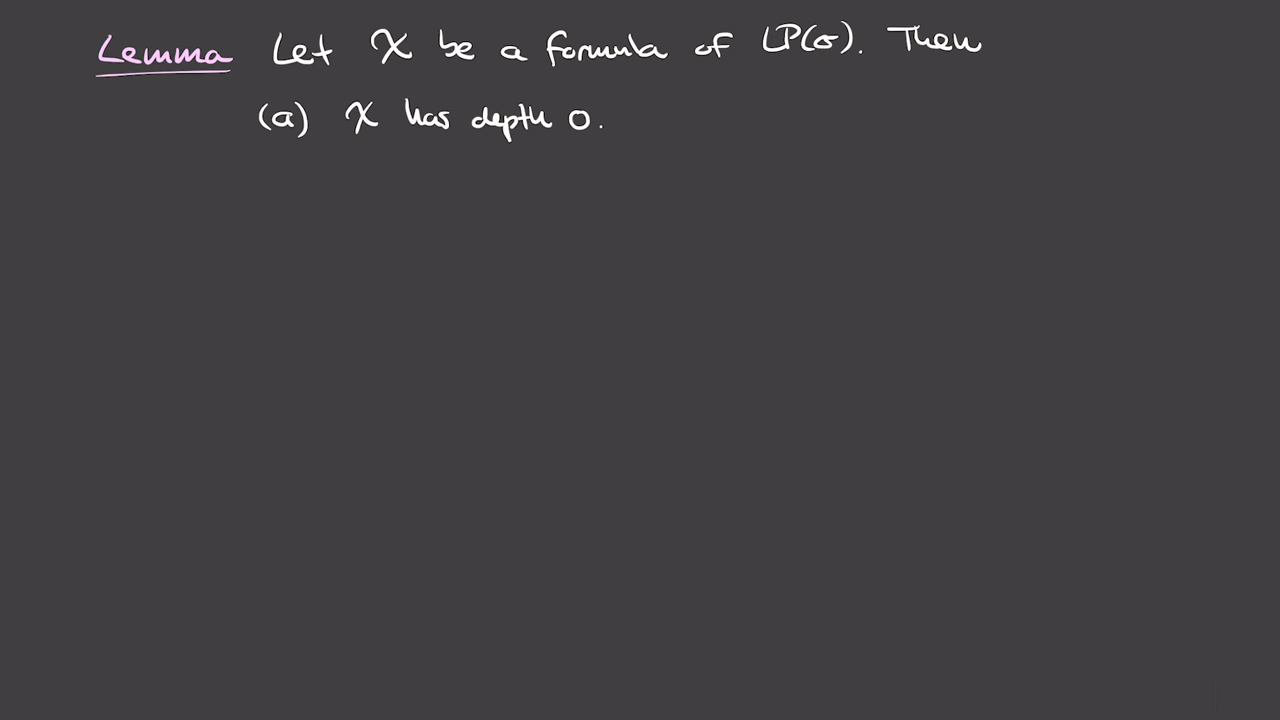 Lemma Let χ be a formula of LP(σ). Then
(a) χ has depth 0.